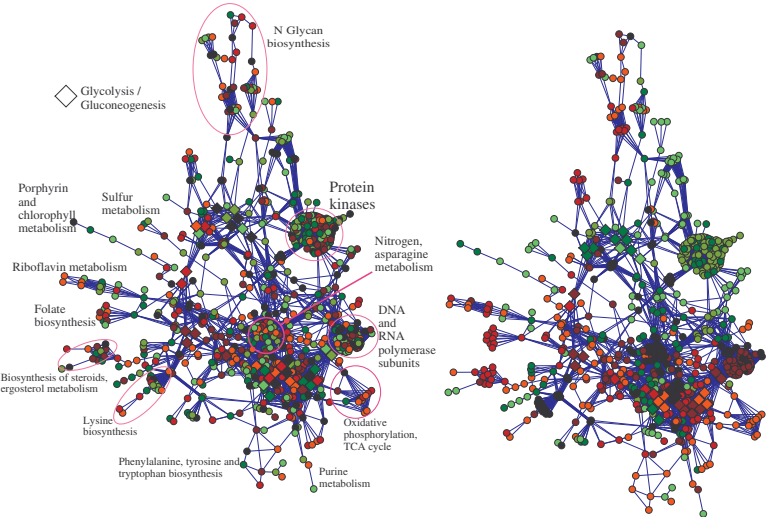 N Glycan
biosynthesis
Glycolysis /
Gluconeogenesis
Porphyrin
and
chlorophyll
metabolism
Sulfur
metabolism
Protein
kinases
Nitrogen,
asparagine
metabolism
Riboflavin metabolism
Folate
biosynthesis
DNA
and
RNA
polymerase
subunits
Biosynthesis of steroids,
ergosterol metabolism
Lysine
biosynthesis
Oxidative
phosphorylation,
TCA cycle
Phenylalanine, tyrosine and
tryptophan biosynthesis
Purine
metabolism